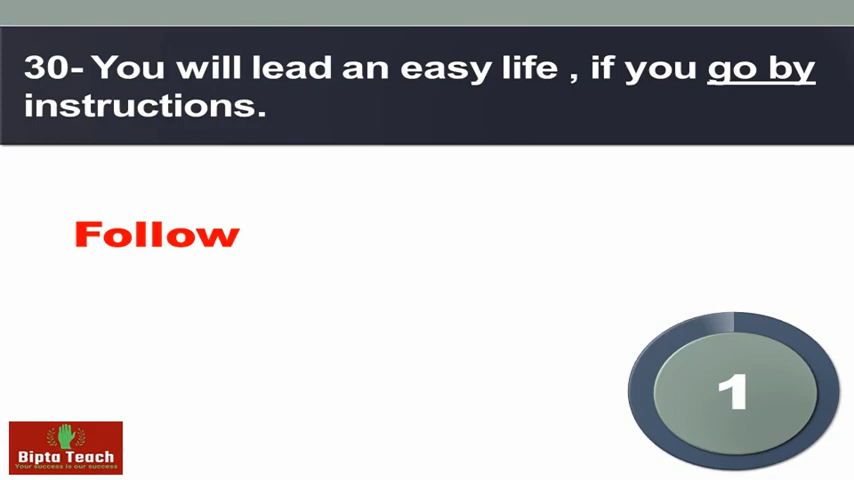 30- You will lead an easy life , if you go by
instructions.
Follow
1
Bipta Teach
Your success is our success